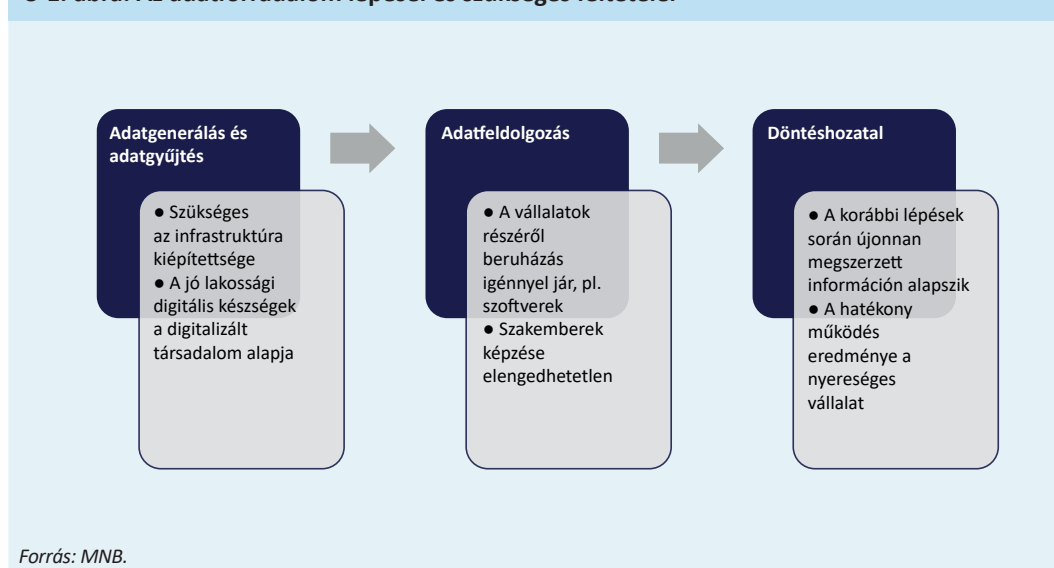 Adatgenerálás és
adatgyűjtés
● Szükséges
az infrastruktúra
kiépítettsége
● A jó lakossági
digitális készségek
a digitalizált
társadalom alapja
Adatfeldolgozás
● A vállalatok
részéről
beruházás
igénnyel jár, pl.
szoftverek
● Szakemberek
képzése
elengedhetetlen
Döntéshozatal
● A korábbi lépések
során újonnan
megszerzett
információn alapszik
● A hatékony
működés
eredménye a
nyereséges
vállalat
Forrás: MNB.